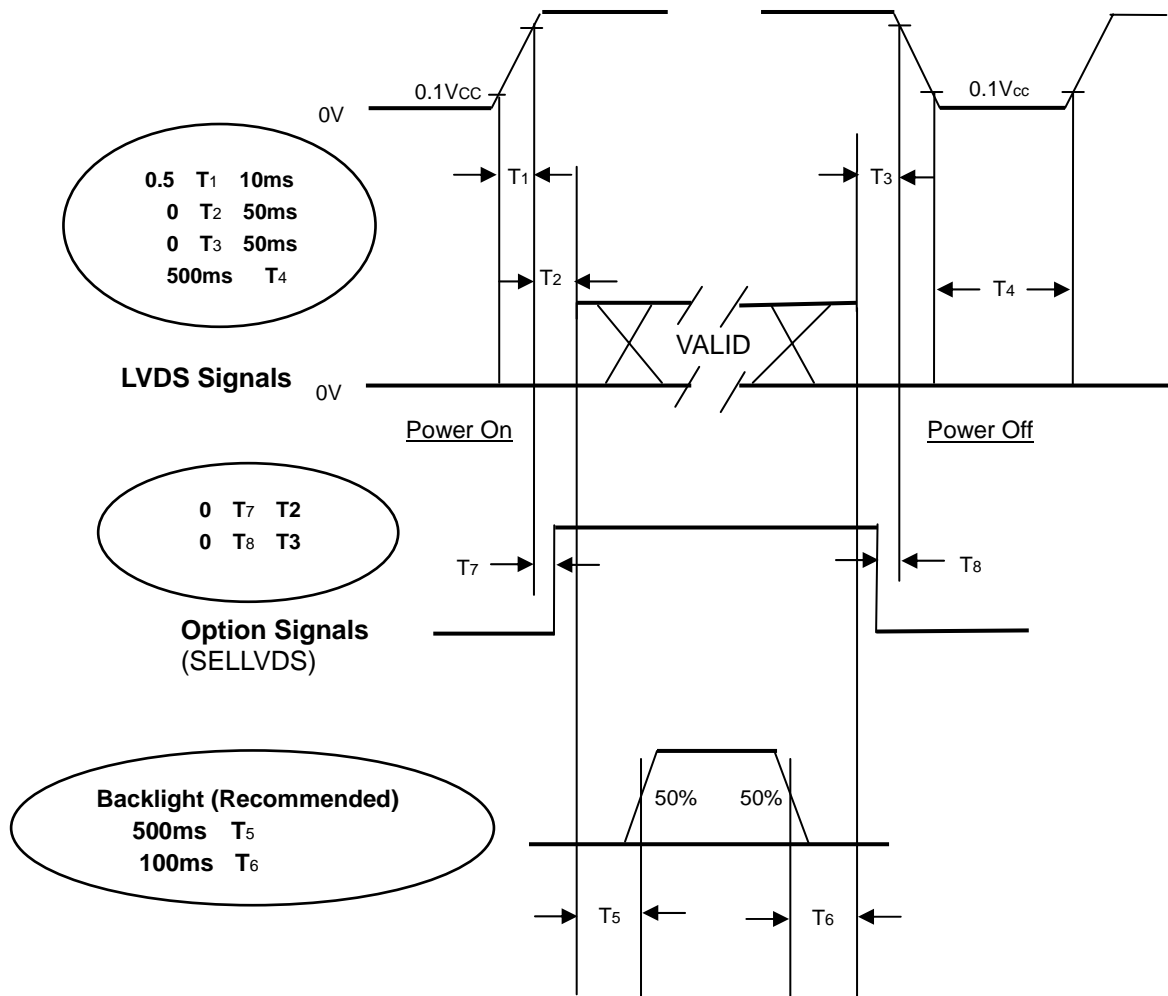 0.1VCC
0.1Vcc
0V
T1
T3
0.5 T1 10ms
0 T2 50ms
0 T3 50ms
500ms T4
T2
T4
VALID
LVDS Signals
0V
Power On
Power Off
0 T7 T2
0 T8 T3
T7
T8
Option Signals
(SELLVDS)
Backlight (Recommended)
500ms T5
100ms T6
50%
50%
T5
T6